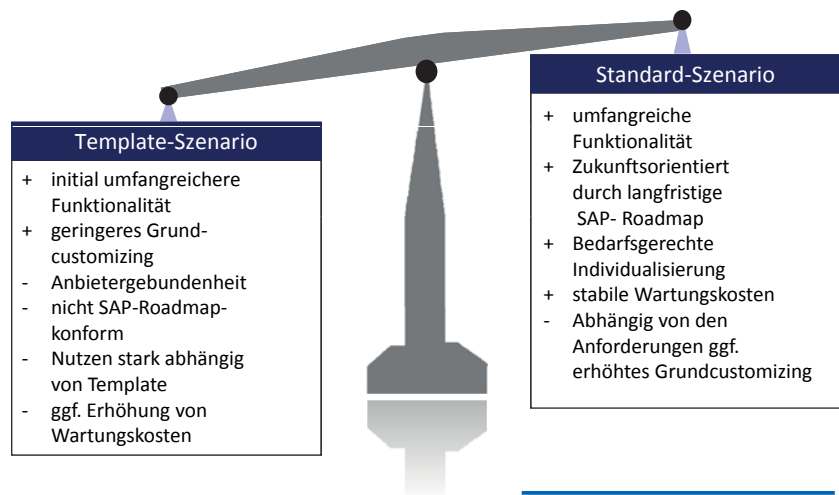 Template-Szenario
+ initial umfangreichere
Funktionalität
+ geringeres Grund-
customizing
- Anbietergebundenheit
- nicht SAP-Roadmap-
konform
- Nutzen stark abhängig
von Template
- ggf. Erhöhung von
Wartungskosten
Standard-Szenario
+ umfangreiche
Funktionalität
+ Zukunftsorientiert
durch langfristige
SAP- Roadmap
+ Bedarfsgerechte
Individualisierung
+ stabile Wartungskosten
- Abhängig von den
Anforderungen ggf.
erhöhtes Grundcustomizing